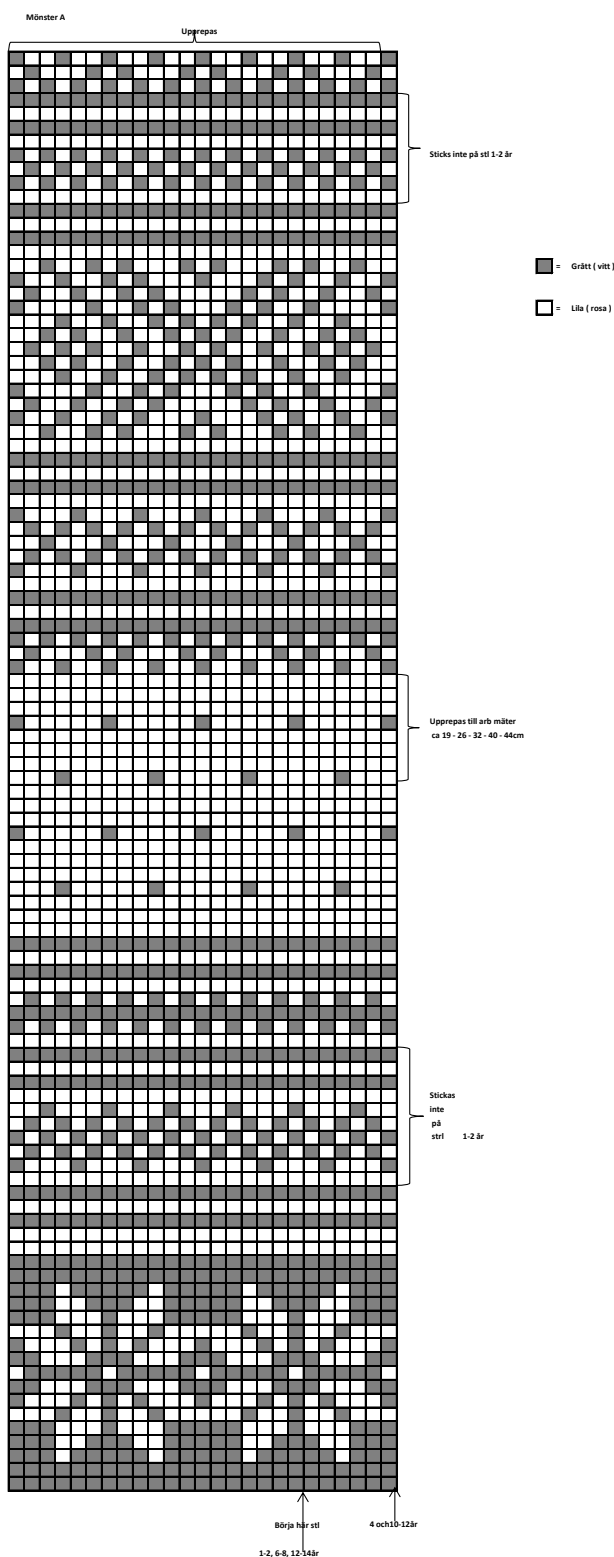 Mönster A
Upprepas
Sticks inte på stl 1-2 år
= Grått ( vitt )
= Lila ( rosa )
Upprepas till arb mäter
ca 19 - 26 - 32 - 40 - 44cm
Stickas
inte
på
strl 1-2 år
Börja här stl
4 och10-12år
1-2, 6-8, 12-14år